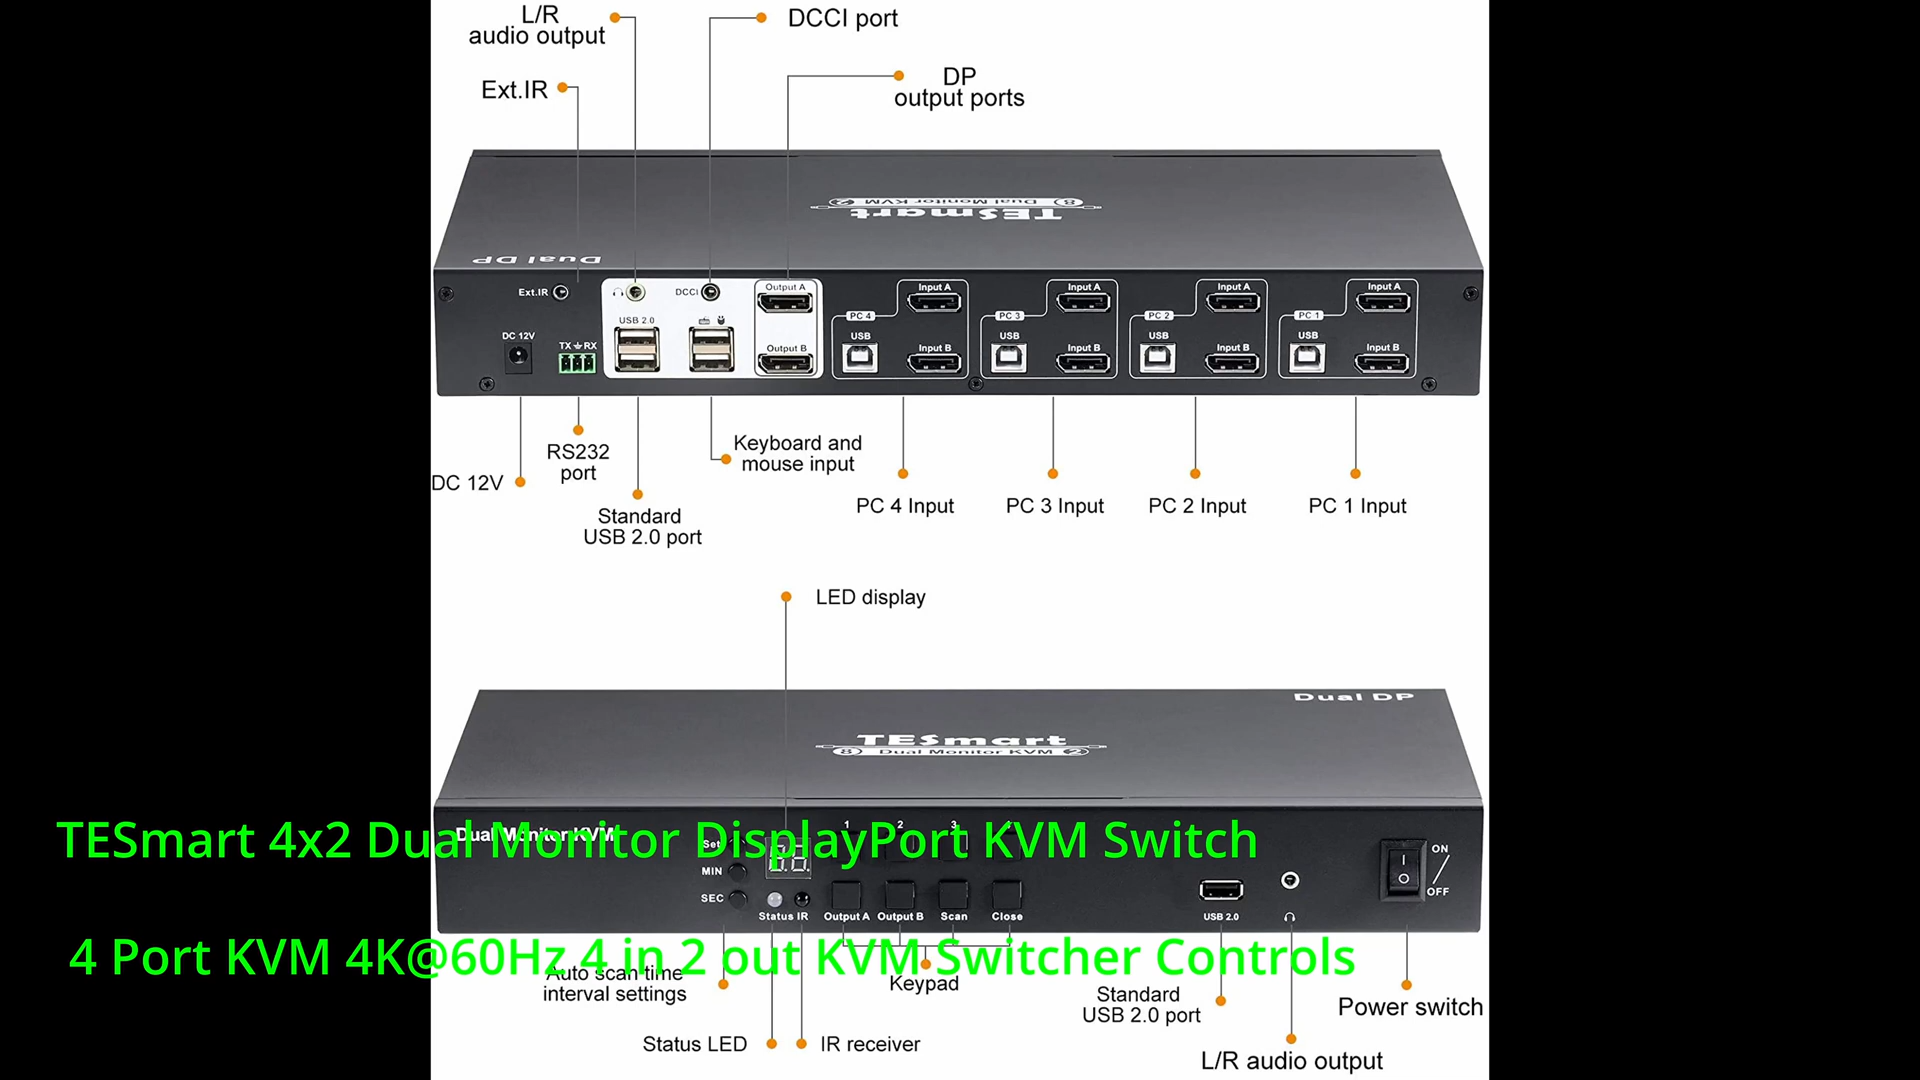 L/R
audio output
DCCI port
Ext.IR
DP
output ports
TESmart
8 Dual Monitor KVM 2
Dual DP
Ext.IR
DCCI
Output A
Input A
Input A
Input A
Input A
USB 2.0
PC 4
PC 3
PC 2
PC 1
DC 12V
TX RX
Output B
USB
Input B
USB
Input B
USB
Input B
USB
Input B
Keyboard and
mouse input
RS232
port
DC 12V
Standard
USB 2.0 port
PC 4 Input
PC 3 Input
PC 2 Input
PC 1 Input
LED display
Dual DP
TESmart
8 Dual Monitor KVM 2
Dual Monitor KVM
1 2 3
TESmart 4x2 Dual Monitor DisplayPort KVM Switch
Set
MIN
SEC
ON
OFF
Status IR
Output A
Output B
Scan
Close
USB 2.0
4 Port KVM 4K@60Hz 4 in 2 out KVM Switcher Controls
Auto scan time
interval settings
Keypad
Standard
USB 2.0 port
Power switch
Status LED
IR receiver
L/R audio output